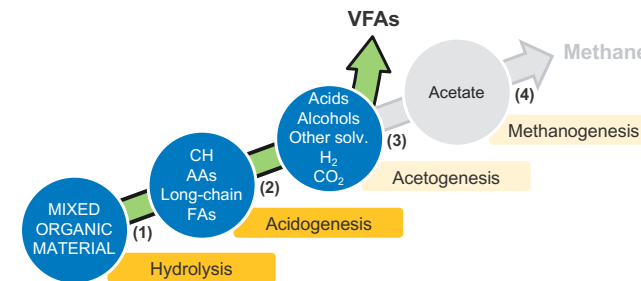 VFAs
Methane
Acids
Alcohols
Other solv.
H₂
CO₂
Acetate
(4)
(3)
Methanogenesis
CH
AAs
Long-chain
FAs
(2)
Acetogenesis
MIXED
ORGANIC
MATERIAL
(1)
Acidogenesis
Hydrolysis